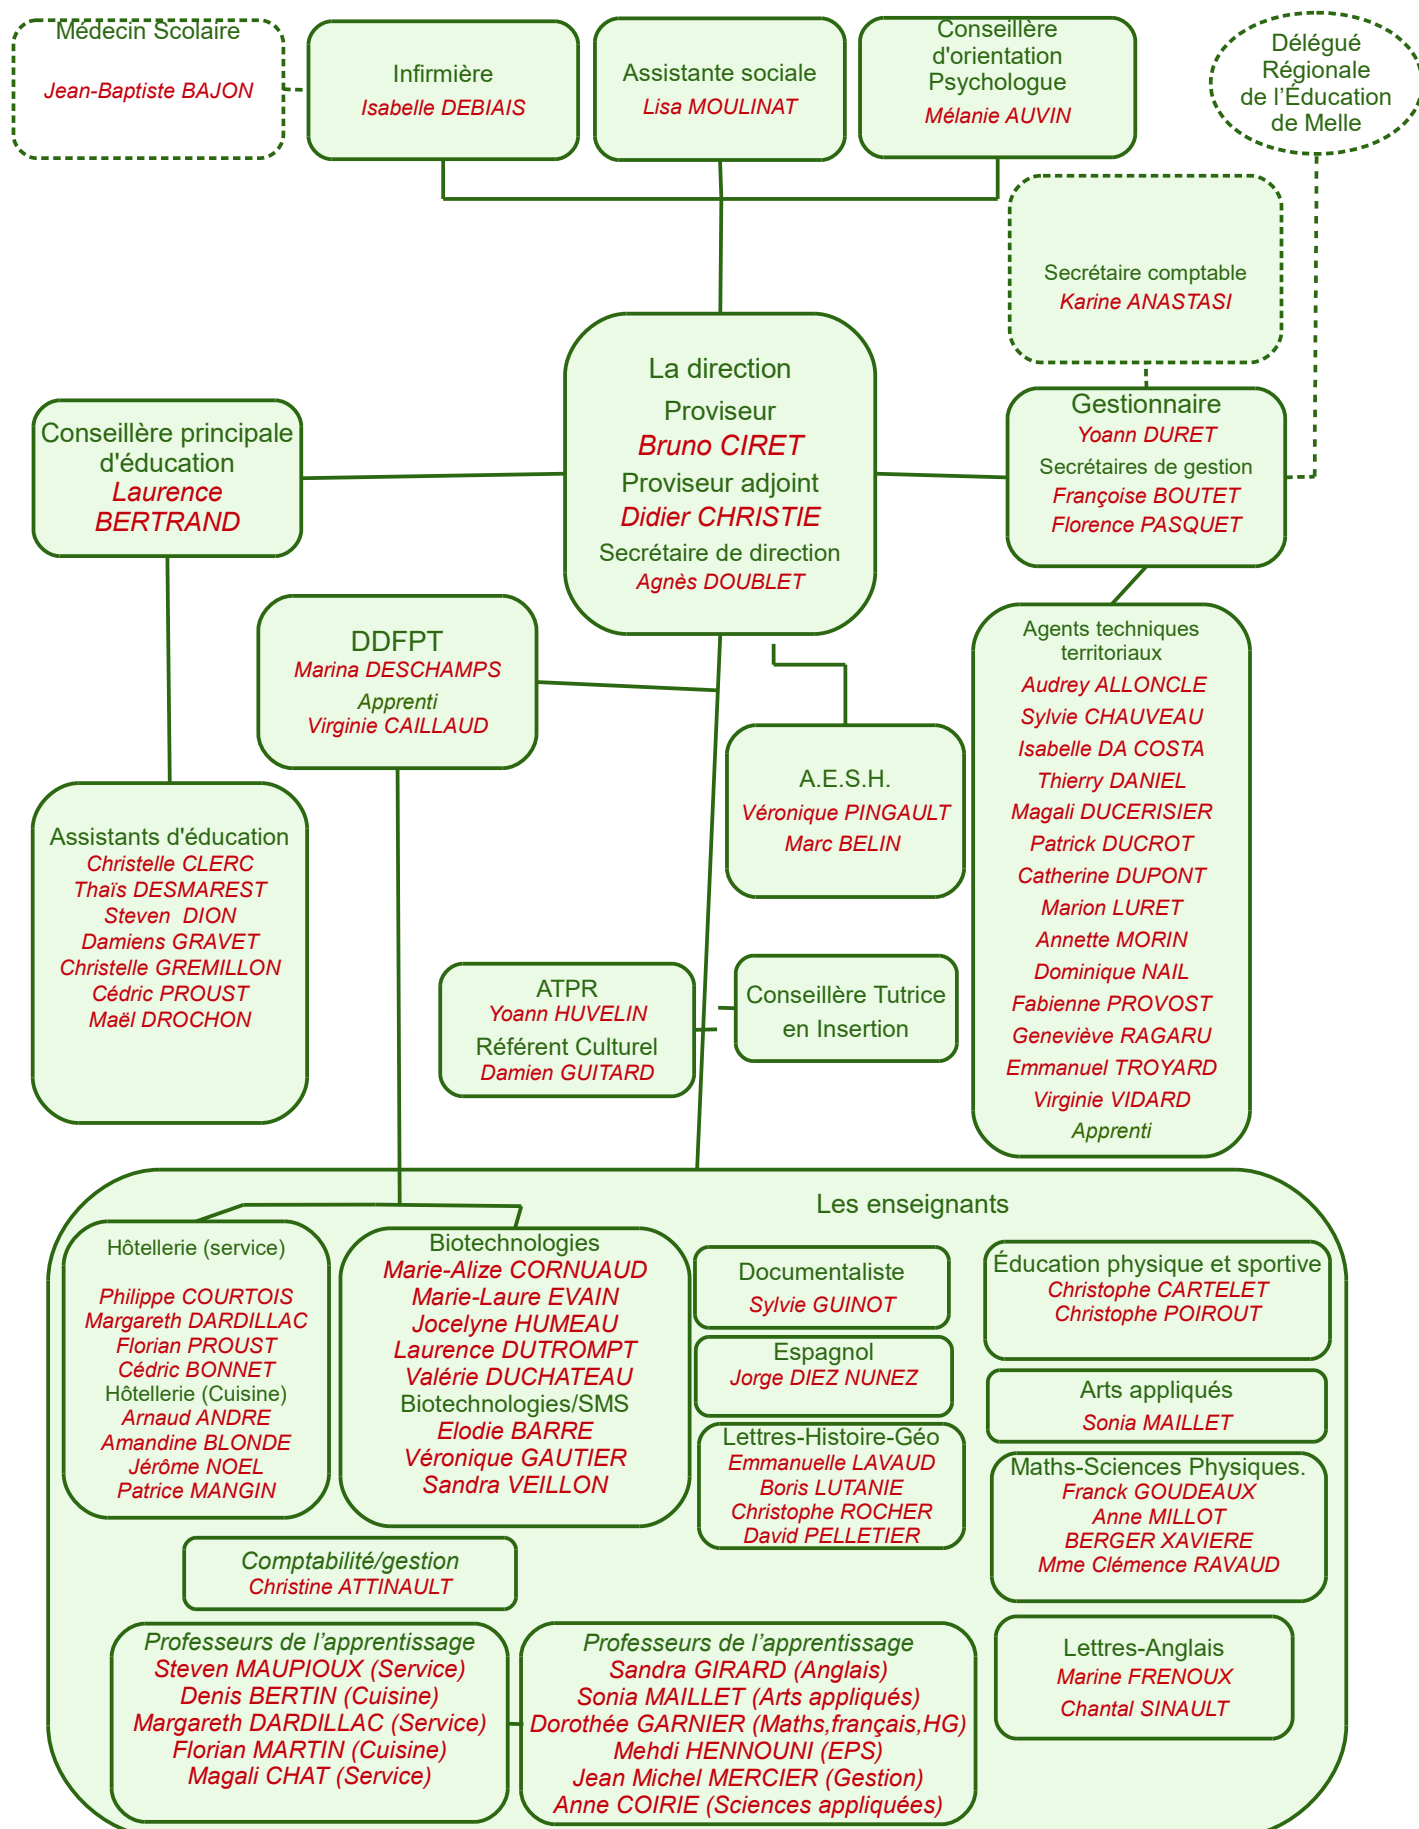 Médecin Scolaire
Jean-Baptiste BAJON
Infirmière
Isabelle DEBIAIS
Assistante sociale
Lisa MOULINAT
Conseillère
d'orientation
Psychologue
Mélanie AUVIN
Délégué
Régionale
de l’Éducation
de Melle
Secrétaire comptable
Karine ANASTASI
La direction
Proviseur
Bruno CIRET
Proviseur adjoint
Didier CHRISTIE
Secrétaire de direction
Agnès DOUBLET
Conseillère principale
d'éducation
Laurence
BERTRAND
Gestionnaire
Yoann DURET
Secrétaires de gestion
Françoise BOUTET
Florence PASQUET
DDFPT
Marina DESCHAMPS
Apprenti
Virginie CAILLAUD
Agents techniques
territoriaux
Audrey ALLONCLE
Sylvie CHAUVEAU
Isabelle DA COSTA
Thierry DANIEL
Magali DUCERISIER
Patrick DUCROT
Catherine DUPONT
Marion LURET
Annette MORIN
Dominique NAIL
Fabienne PROVOST
Geneviève RAGARU
Emmanuel TROYARD
Virginie VIDARD
Apprenti
A.E.S.H.
Véronique PINGAULT
Marc BELIN
Assistants d'éducation
Christelle CLERC
Thaïs DESMAREST
Steven  DION
Damiens GRAVET
Christelle GREMILLON
Cédric PROUST
Maël DROCHON
ATPR
Yoann HUVELIN
Référent Culturel
Damien GUITARD
Conseillère Tutrice
en Insertion
Les enseignants
Hôtellerie (service)
Philippe COURTOIS
Margareth DARDILLAC
Florian PROUST
Cédric BONNET
Hôtellerie (Cuisine)
Arnaud ANDRE
Amandine BLONDE
Jérôme NOEL
Patrice MANGIN
Biotechnologies
Marie-Alize CORNUAUD
Marie-Laure EVAIN
Jocelyne HUMEAU
Laurence DUTROMPT
Valérie DUCHATEAU
Biotechnologies/SMS
Elodie BARRE
Véronique GAUTIER
Sandra VEILLON
Documentaliste
Sylvie GUINOT
Espagnol
Jorge DIEZ NUNEZ
Lettres-Histoire-Géo
Emmanuelle LAVAUD
Boris LUTANIE
Christophe ROCHER
David PELLETIER
Éducation physique et sportive
Christophe CARTELET
Christophe POIROUT
Arts appliqués
Sonia MAILLET
Maths-Sciences Physiques.
Franck GOUDEAUX
Anne MILLOT
BERGER XAVIERE
Mme Clémence RAVAUD
Comptabilité/gestion
Christine ATTINAULT
Professeurs de l’apprentissage
Steven MAUPIOUX (Service)
Denis BERTIN (Cuisine)
Margareth DARDILLAC (Service)
Florian MARTIN (Cuisine)
Magali CHAT (Service)
Professeurs de l’apprentissage
Sandra GIRARD (Anglais)
Sonia MAILLET (Arts appliqués)
Dorothée GARNIER (Maths,français,HG)
Mehdi HENNOUNI (EPS)
Jean Michel MERCIER (Gestion)
Anne COIRIE (Sciences appliquées)
Lettres-Anglais
Marine FRENOUX
Chantal SINAULT